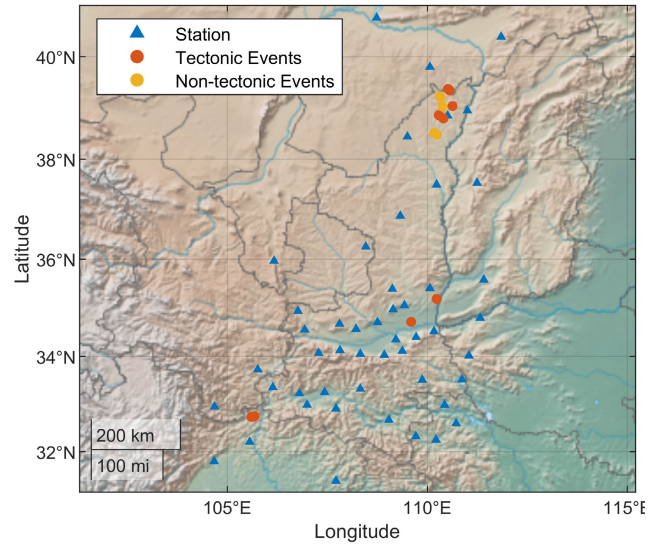 Station
Tectonic Events
Non-tectonic Events
40°N
38°N
36°N
34°N
32°N
Latitude
200 km
100 mi
105°E
110°E
115°E
Longitude